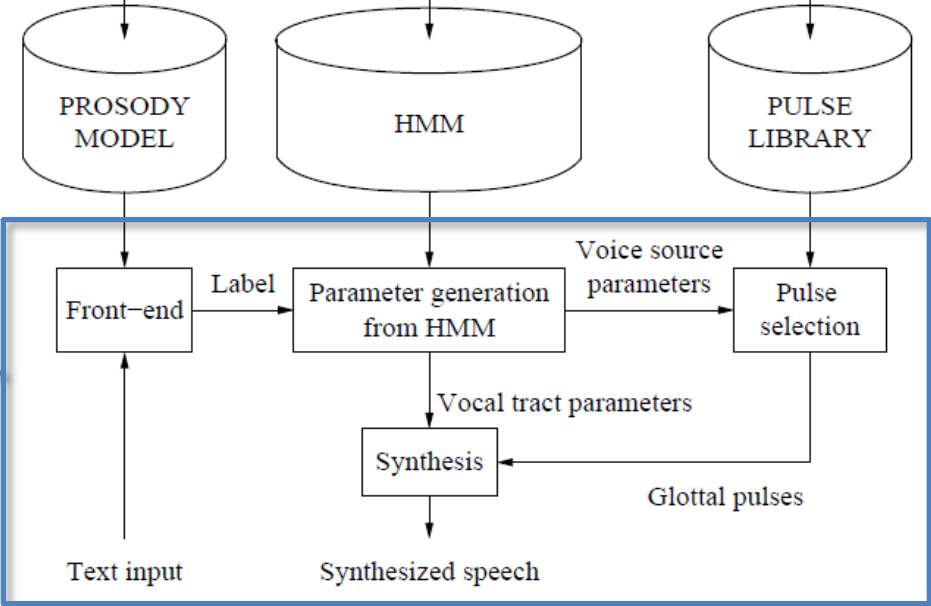 PROSODY
MODEL
HMM
PULSE
LIBRARY
Front−end
Label
Parameter generation
from HMM
Voice source
parameters
Pulse
selection
Vocal tract parameters
Synthesis
Glottal pulses
Text input
Synthesized speech